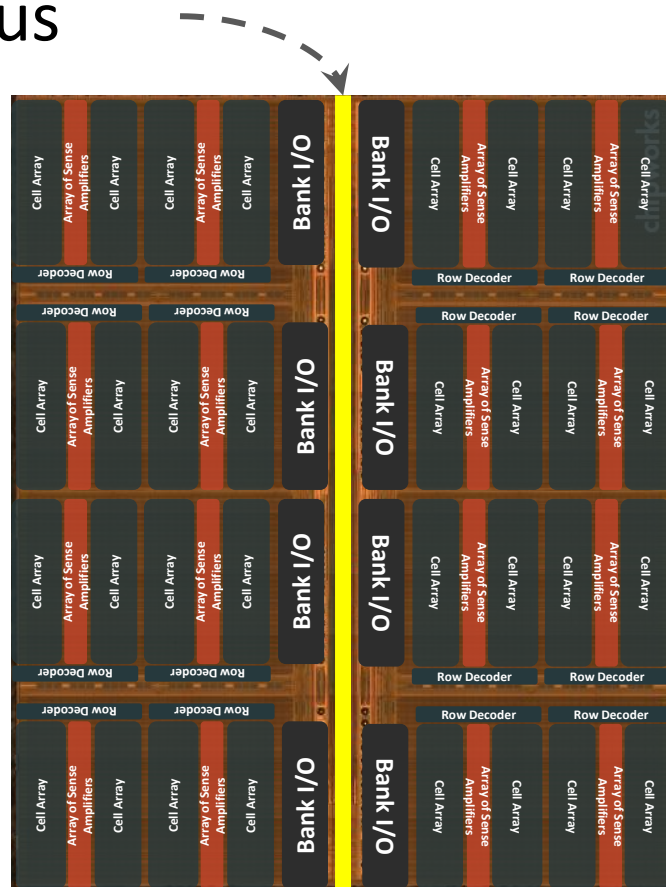 us
Cell Array
Array of Sense
Amplifiers
Cell Array
Cell Array
Array of Sense
Amplifiers
Cell Array
Bank I/O
Bank I/O
Cell Array
Array of Sense
Amplifiers
Cell Array
Cell Array
Array of Sense
Amplifiers
Cell Array
chipworks
Row Decoder
Row Decoder
Row Decoder
Row Decoder
Row Decoder
Row Decoder
Row Decoder
Row Decoder
Cell Array
Array of Sense
Amplifiers
Cell Array
Cell Array
Array of Sense
Amplifiers
Cell Array
Bank I/O
Bank I/O
Cell Array
Array of Sense
Amplifiers
Cell Array
Cell Array
Array of Sense
Amplifiers
Cell Array
Cell Array
Array of Sense
Amplifiers
Cell Array
Cell Array
Array of Sense
Amplifiers
Cell Array
Bank I/O
Bank I/O
Cell Array
Array of Sense
Amplifiers
Cell Array
Cell Array
Array of Sense
Amplifiers
Cell Array
Row Decoder
Row Decoder
Row Decoder
Row Decoder
Row Decoder
Row Decoder
Row Decoder
Row Decoder
Cell Array
Array of Sense
Amplifiers
Cell Array
Cell Array
Array of Sense
Amplifiers
Cell Array
Bank I/O
Bank I/O
Cell Array
Array of Sense
Amplifiers
Cell Array
Cell Array
Array of Sense
Amplifiers
Cell Array